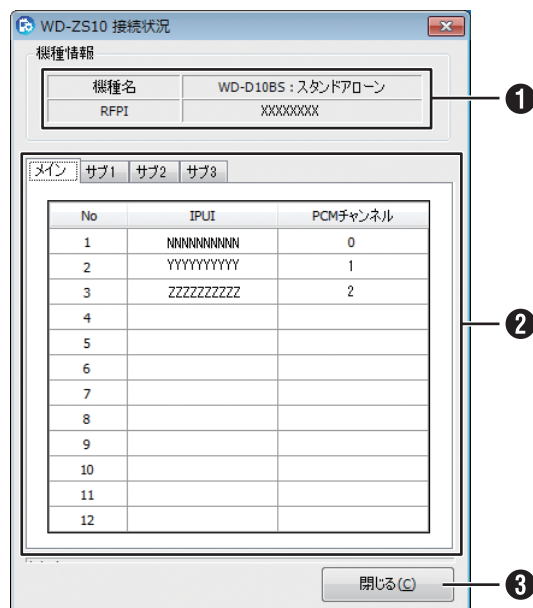 WD-ZS10 接続状況
機種情報
機種名 WD-D10BS：スタンドアローン
RFPI XXXXXXXX
❶
メイン サブ1 サブ2 サブ3
No IPUI PCMチャンネル
1 NNNNNNNNNN 0
2 YYYYYYYYYY 1
3 ZZZZZZZZZZ 2
4
5
6
7
8
9
10
11
12
❷
閉じる(C)
❸